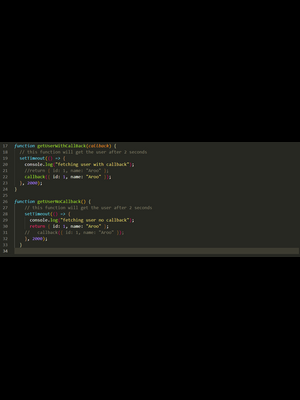 17 function getUserWithCallback(callback) {
18 // this function will get the user after 2 seconds
19 setTimeout(() => {
20 console.log("fetching user with callback");
21 //return { id: 1, name: "Aron" };
22 callback({ id: 1, name: "Aron" });
23 }, 2000);
24 }
25
26 function getUserNoCallback() {
27 // this function will get the user after 2 seconds
28 setTimeout(() => {
29 console.log("fetching user no callback");
30 return { id: 1, name: "Aron" };
31 // callback({ id: 1, name: "Aron" });
32 }, 2000);
33 }
34